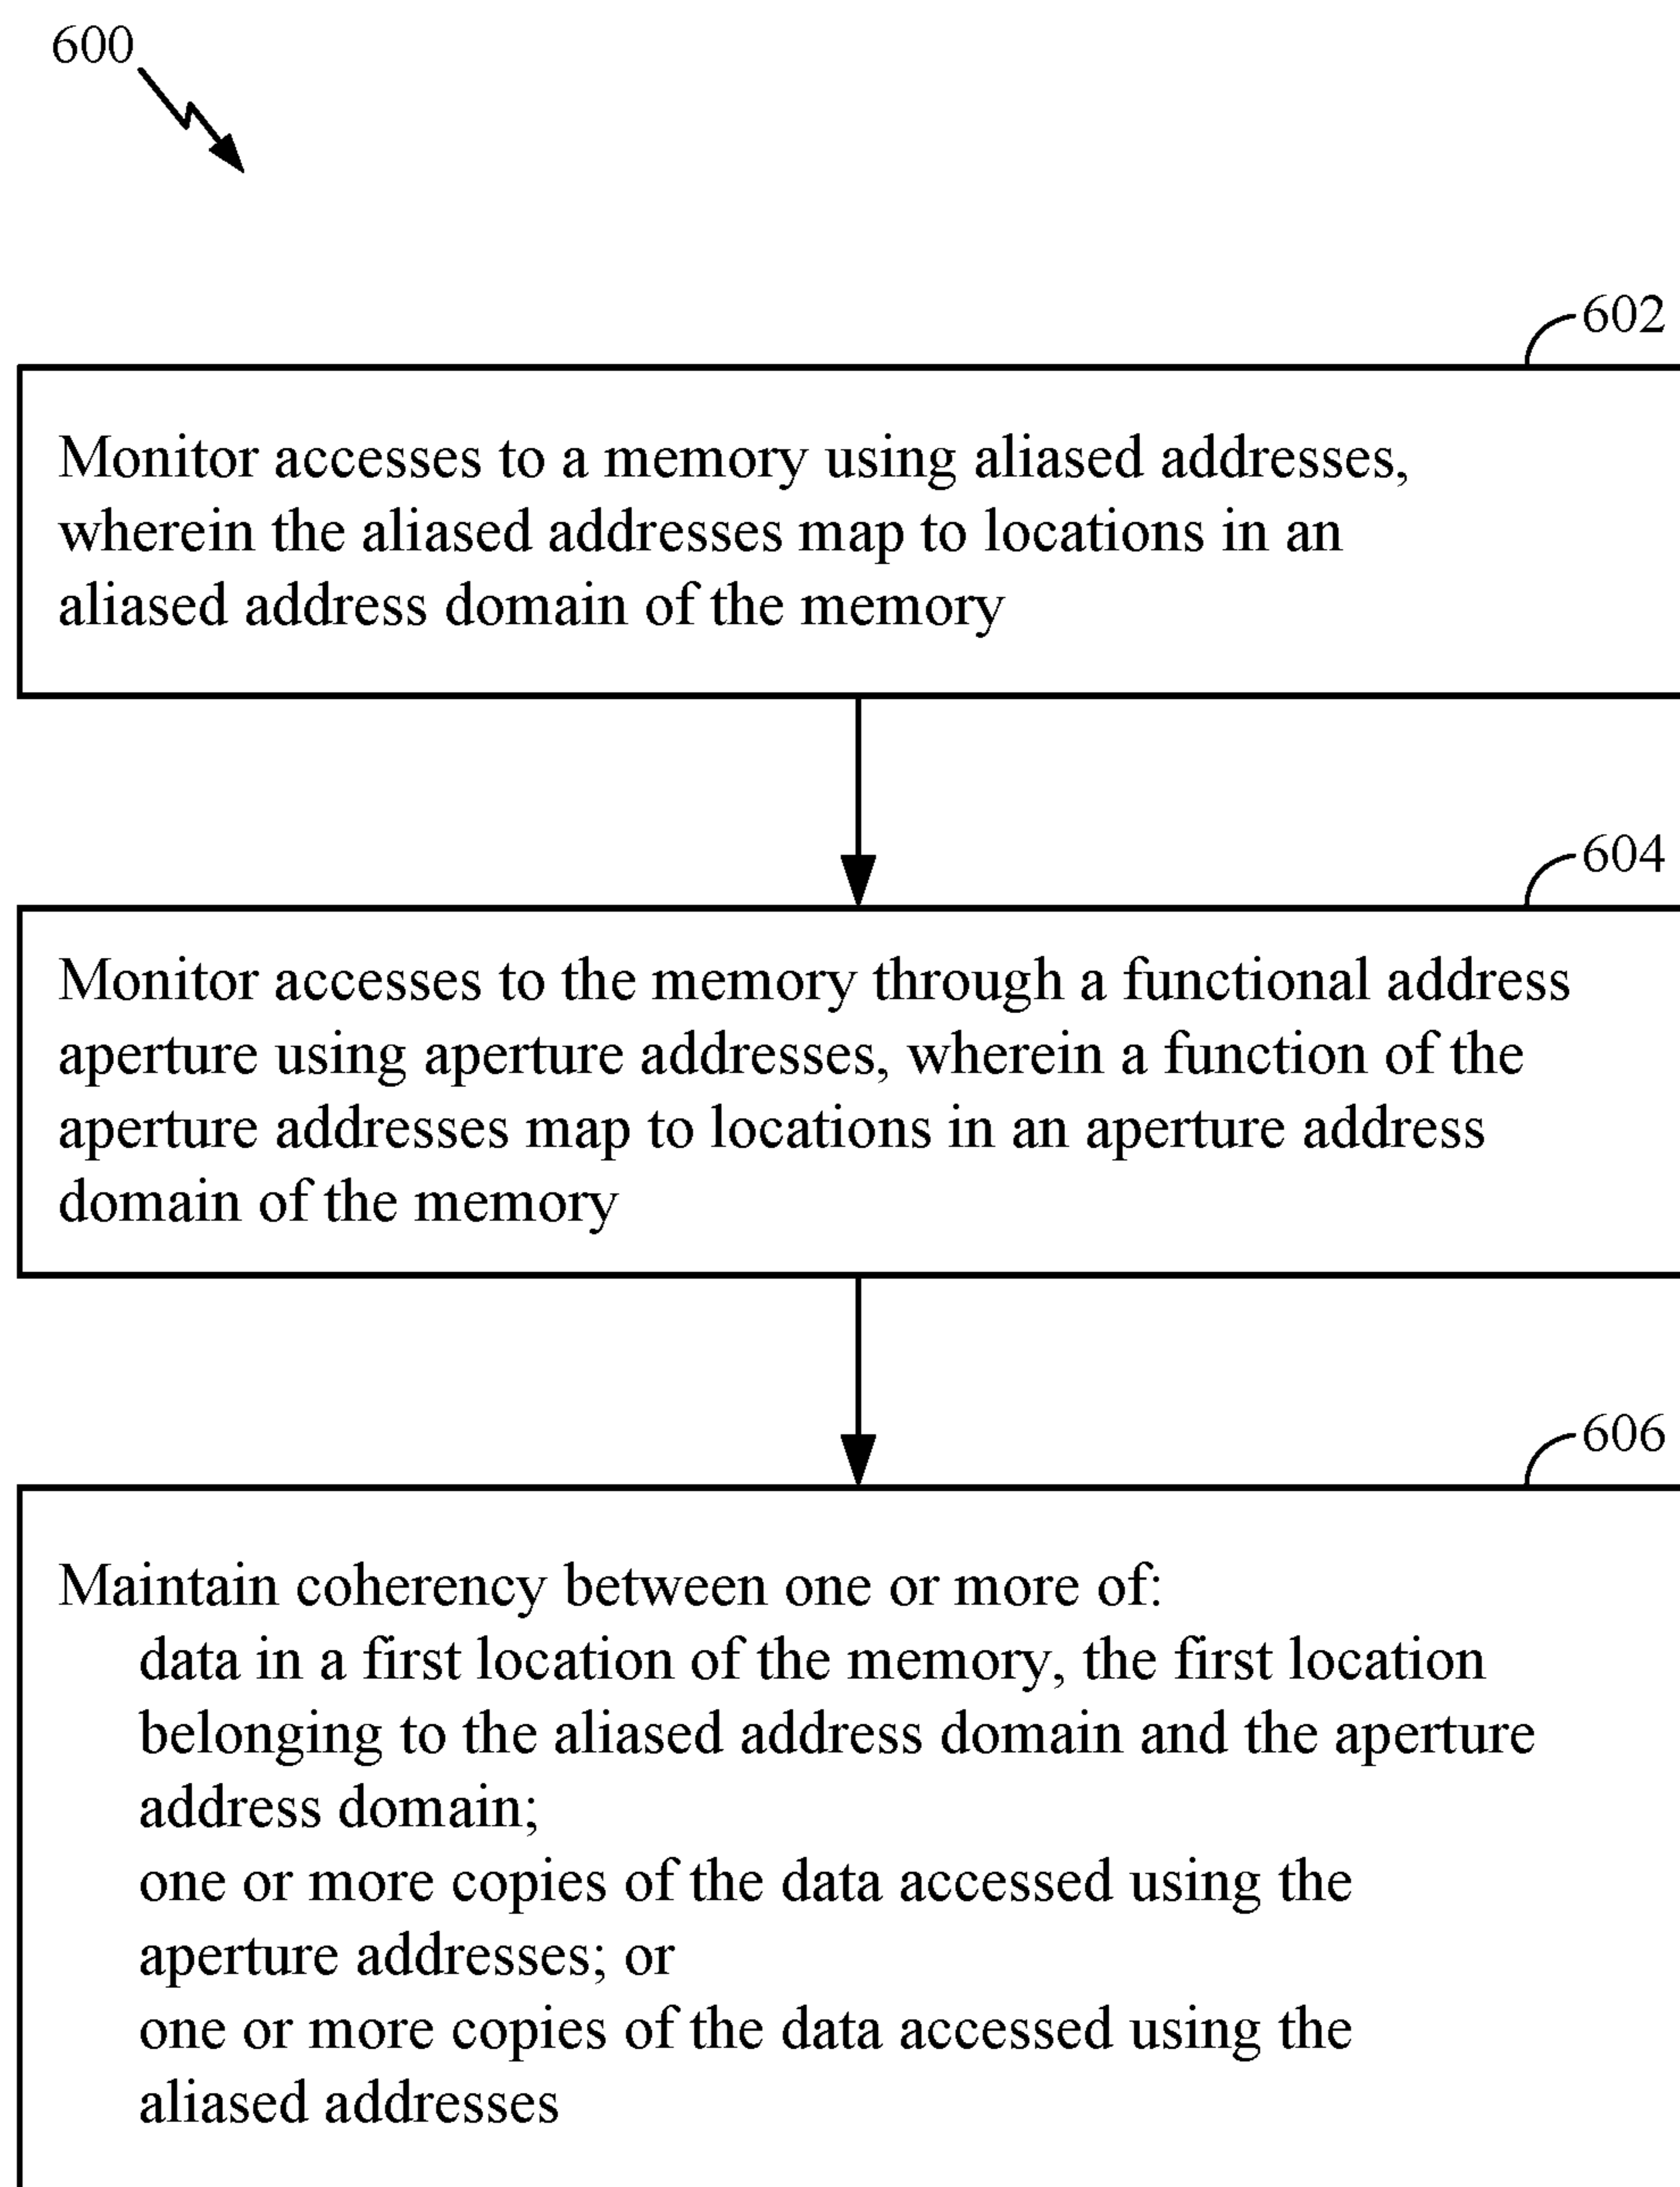 600
602
Monitor accesses to a memory using aliased addresses,
wherein the aliased addresses map to locations in an
aliased address domain of the memory
604
Monitor accesses to the memory through a functional address
aperture using aperture addresses, wherein a function of the
aperture addresses map to locations in an aperture address
domain of the memory
606
Maintain coherency between one or more of:
data in a first location of the memory, the first location
belonging to the aliased address domain and the aperture
address domain;
one or more copies of the data accessed using the
aperture addresses; or
one or more copies of the data accessed using the
aliased addresses